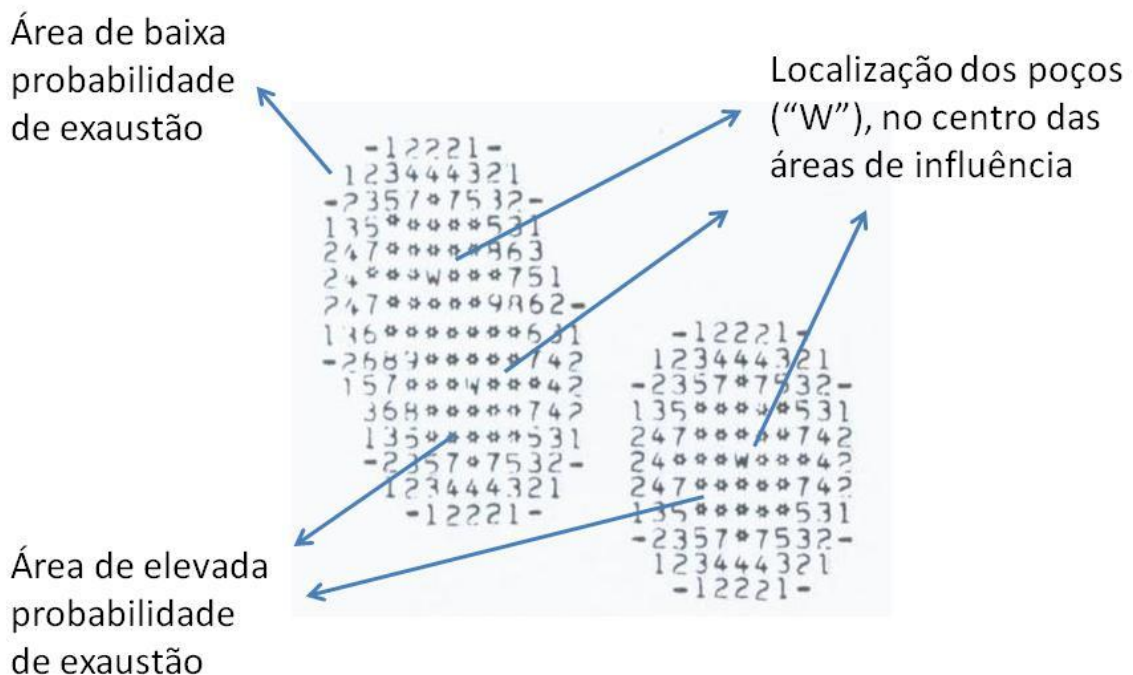 Área de baixa
probabilidade
de exaustão
Localização dos poços
("W"), no centro das
áreas de influência
-12221-
123444321
-2357*7532-
135*****531
24***W***751
247*****9862-
136*******631
-2689*****742
157***W***42
368*****742
135*****531
-2357*7532-
123444321
-12221-
-12221-
123444321
-2357*7532-
135*****531
247*****742
24***W***42
247*****742
135*****531
-2357*7532-
123444321
-12221-
Área de elevada
probabilidade
de exaustão